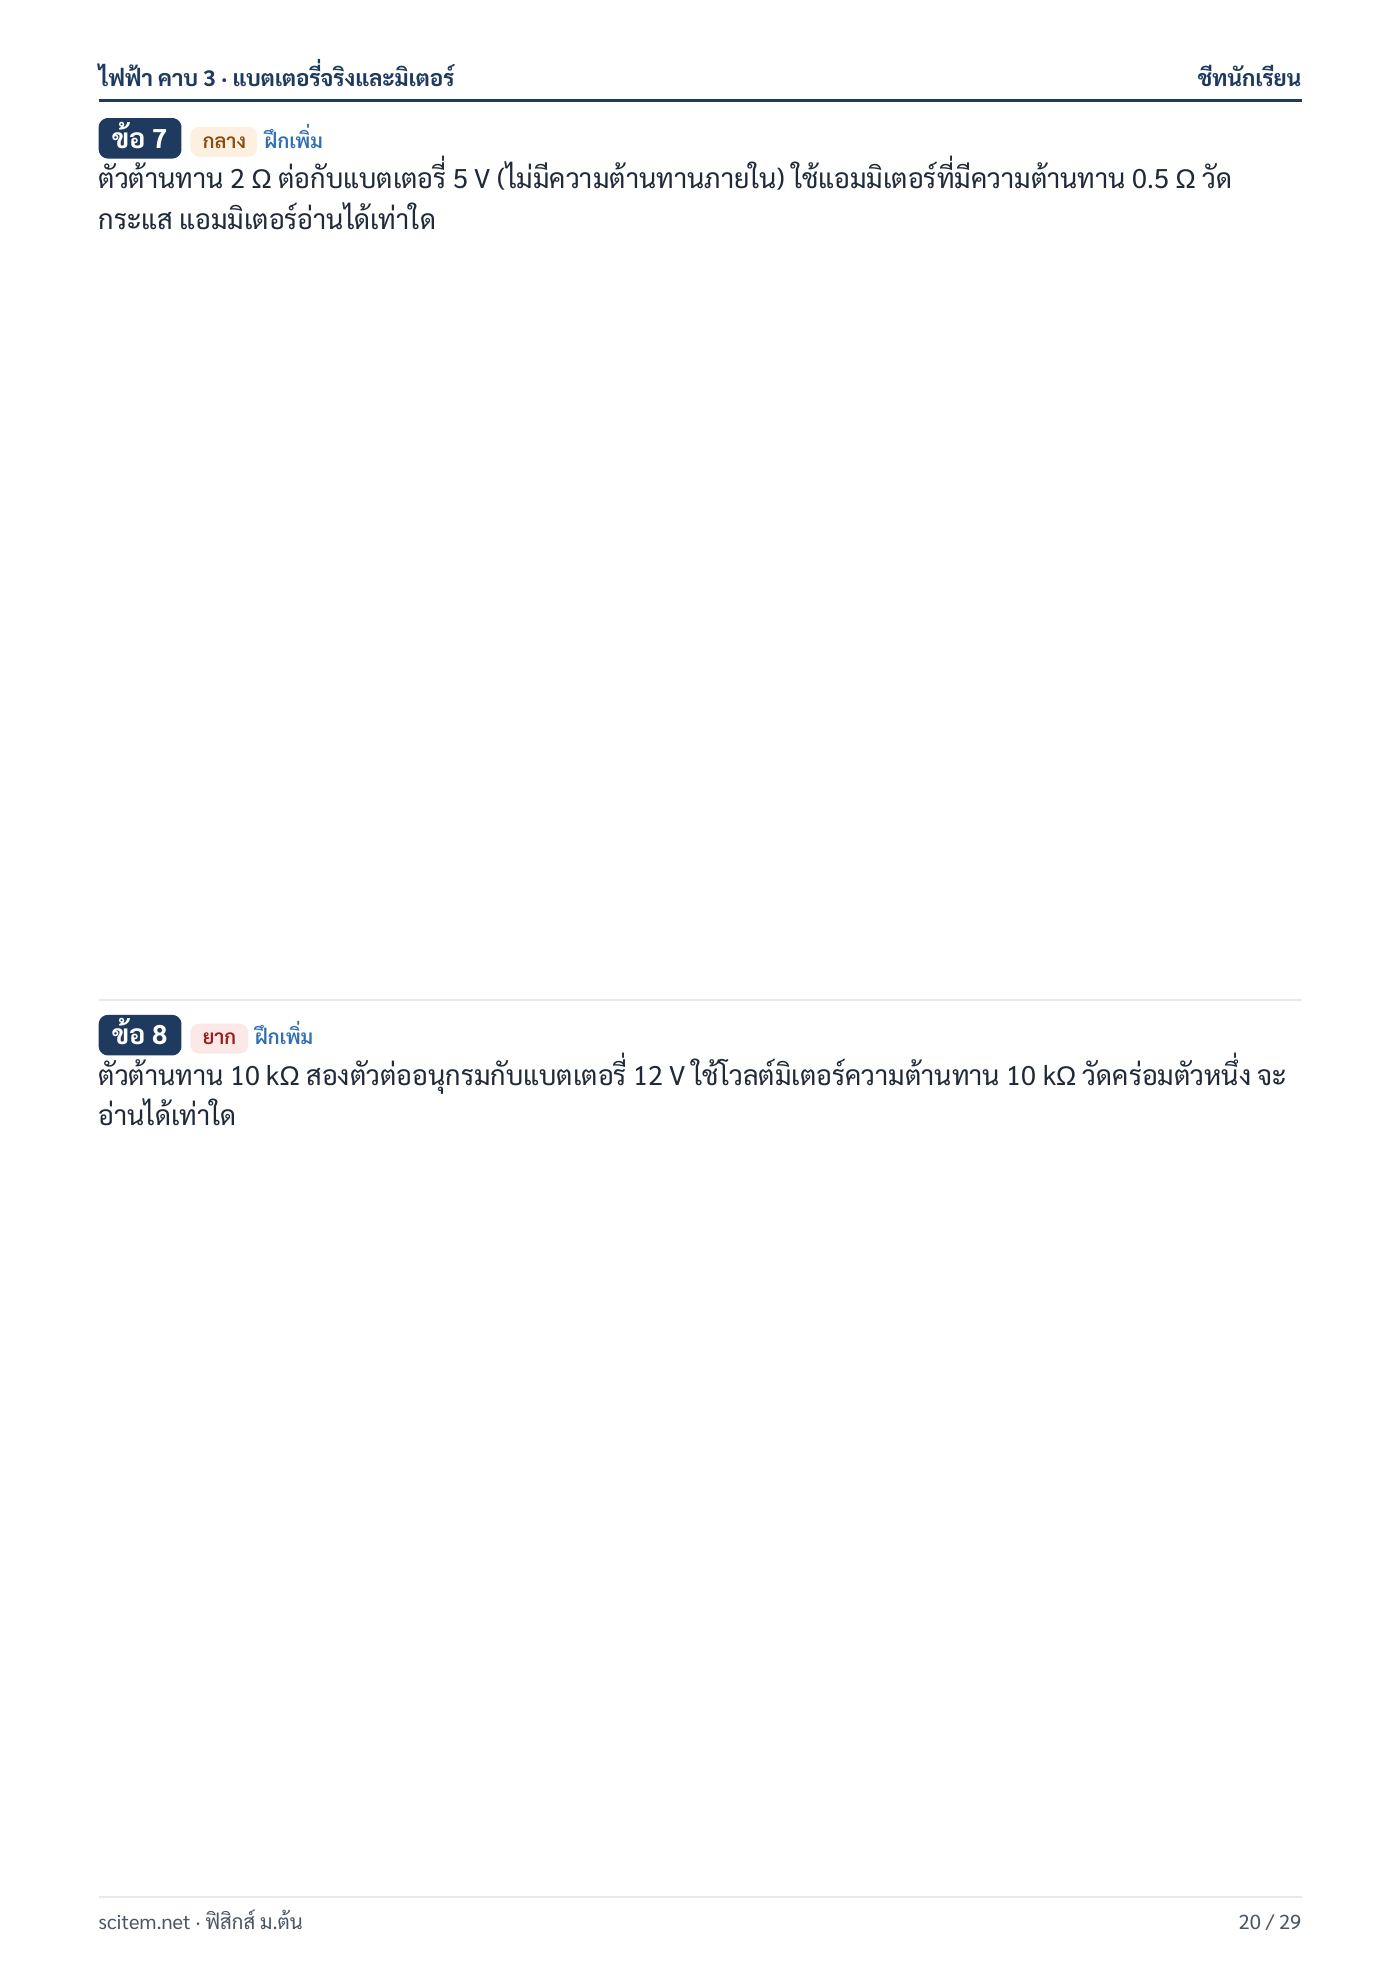 ไฟฟ้า คาบ 3 · แบตเตอรี่จริงและมิเตอร์
ชีทนักเรียน
ข้อ 7 กลาง ฝึกเพิ่ม
ตัวต้านทาน 2 Ω ต่อกับแบตเตอรี่ 5 V (ไม่มีความต้านทานภายใน) ใช้แอมมิเตอร์ที่มีความต้านทาน 0.5 Ω วัด
กระแส แอมมิเตอร์อ่านได้เท่าใด
ข้อ 8 ยาก ฝึกเพิ่ม
ตัวต้านทาน 10 kΩ สองตัวต่ออนุกรมกับแบตเตอรี่ 12 V ใช้โวลต์มิเตอร์ความต้านทาน 10 kΩ วัดคร่อมตัวหนึ่ง จะ
อ่านได้เท่าใด
scitem.net · ฟิสิกส์ ม.ต้น
20 / 29